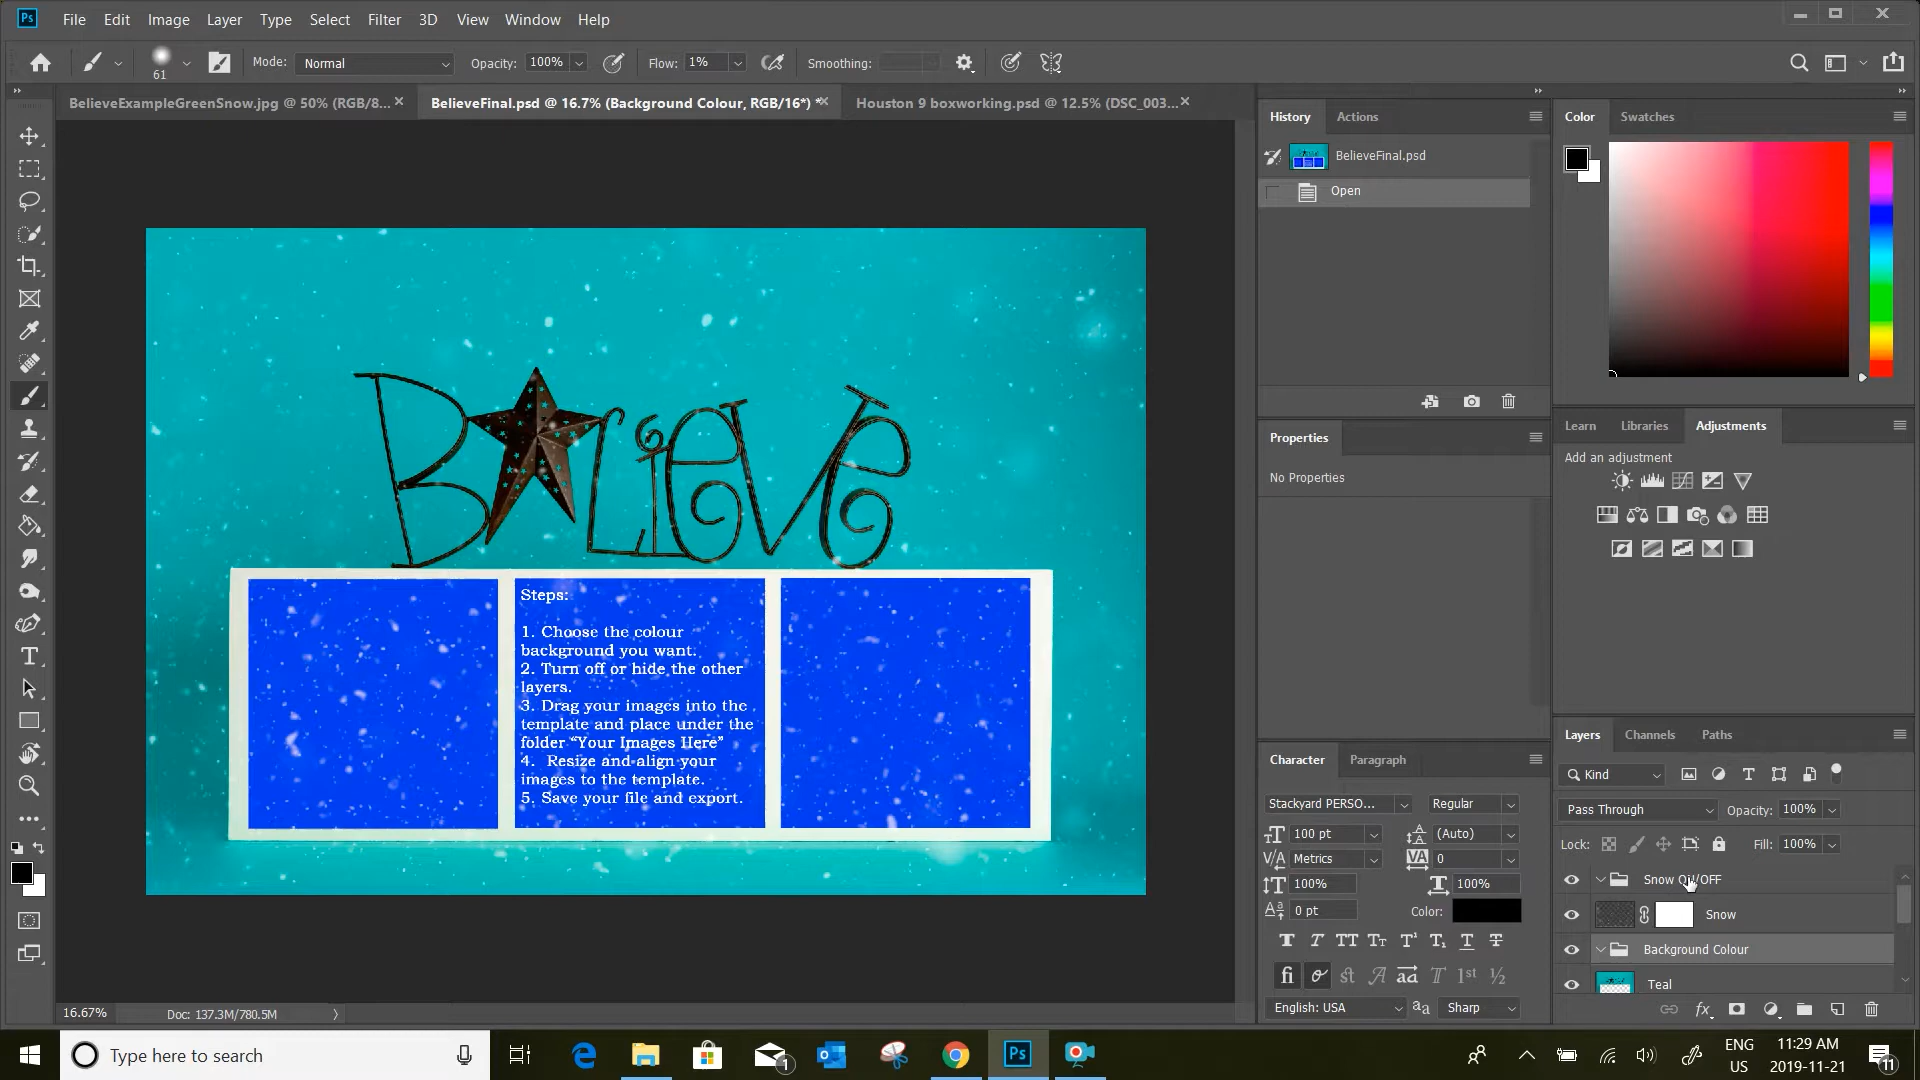 Ps File Edit Image Layer Type Select Filter 3D View Window Help
61 Mode: Normal Opacity: 100% Flow: 1% Smoothing:
BelieveExampleGreenSnow.jpg @ 50% (RGB/8... × BelieveFinal.psd @ 16.7% (Background Colour, RGB/16*) * × Houston 9 boxworking.psd @ 12.5% (DSC_003... ×
History Actions
BelieveFinal.psd
Open
Color Swatches
Learn Libraries Adjustments
Add an adjustment
Properties
No Properties
BeLieVe
Steps:
1. Choose the colour
background you want.
2. Turn off or hide the other
layers.
3. Drag your images into the
template and place under the
folder “Your Images Here”
4. Resize and align your
images to the template.
5. Save your file and export.
Character Paragraph
Stackyard PERSO... Regular
100 pt (Auto)
Metrics 0
100% 100%
0 pt Color:
English: USA Sharp
Layers Channels Paths
Kind
Pass Through Opacity: 100%
Lock: Fill: 100%
Snow On/OFF
Snow
Background Colour
Teal
16.67% Doc: 137.3M/780.5M
Type here to search
1
ENG
US
11:29 AM
2019-11-21
11